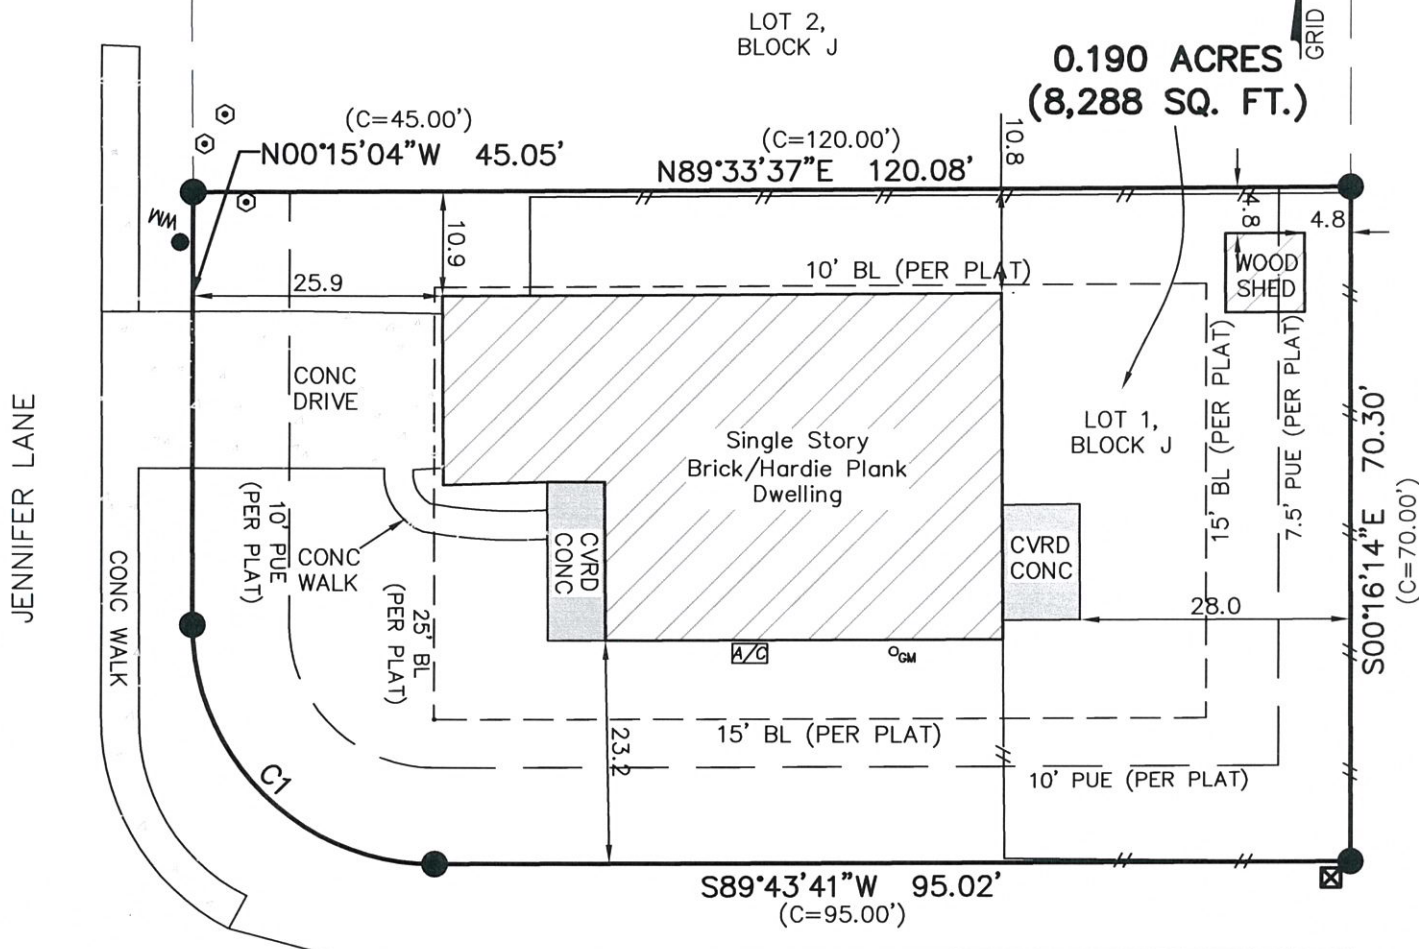 LOT 2,
BLOCK J
GRID
0.190 ACRES
(8,288 SQ. FT.)
(C=45.00')
N00°15'04"W 45.05'
(C=120.00')
N89°33'37"E 120.08'
10.8
WM
10.9
4.8
4.8
25.9
10' BL (PER PLAT)
WOOD
SHED
CONC
DRIVE
LOT 1,
BLOCK J
15' BL (PER PLAT)
7.5' PUE (PER PLAT)
S00°16'14"E 70.30'
(C=70.00')
JENNIFER LANE
Single Story
Brick/Hardie Plank
Dwelling
10' PUE
(PER PLAT)
CONC
WALK
CONC WALK
CVRD
CONC
CVRD
CONC
25' BL
(PER PLAT)
28.0
A/C
GM
23.2
15' BL (PER PLAT)
10' PUE (PER PLAT)
C1
S89°43'41"W 95.02'
(C=95.00')